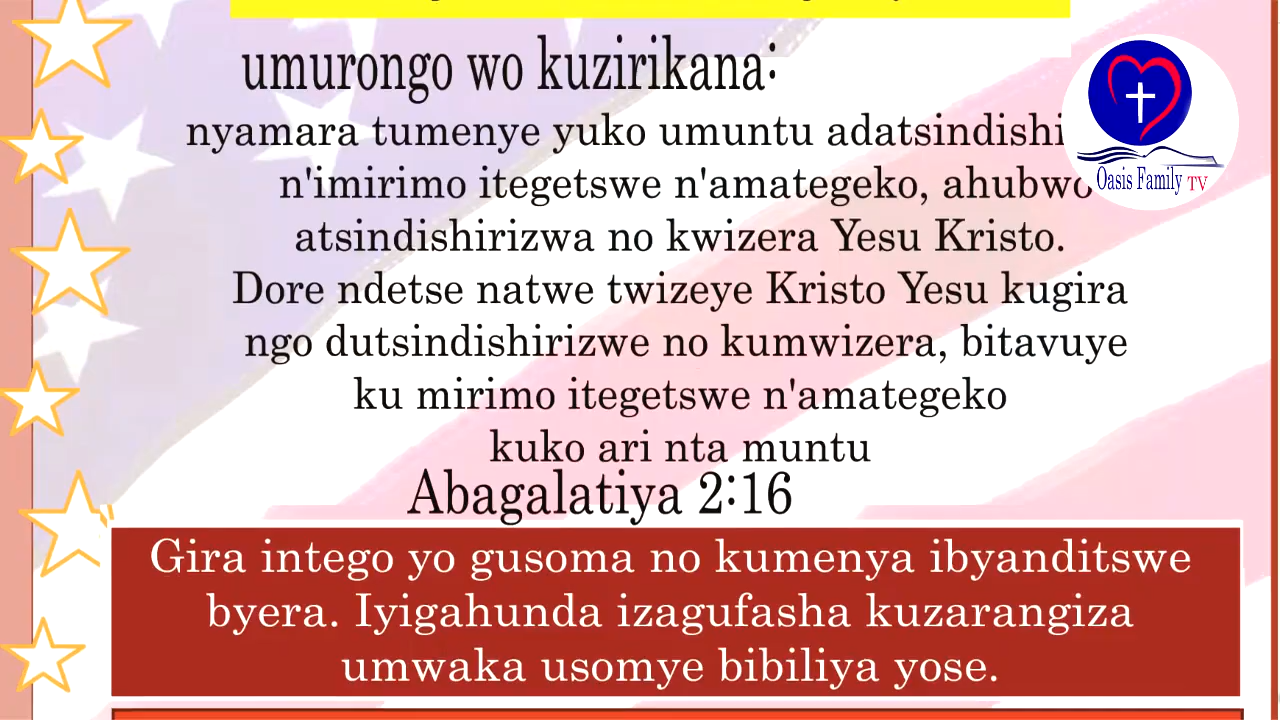 umurongo wo kuzirikana:
nyamara tumenye yuko umuntu
n'imirimo itegetswe n'amategeko, ahubwo
atsindishirizwa no kwizera Yesu Kristo.
Dore ndetse natwe twizeye Kristo Yesu kugira
ngo dutsindishirizwe no kumwizera, bitavuye
ku mirimo itegetswe n'amategeko
kuko ari nta muntu
Abagalatiya 2:16
Gira intego yo gusoma no kumenya ibyanditswe
byera. Iyigahunda izagufasha kuzarangiza
umwaka usomye bibiliya yose.
Oasis Family TV